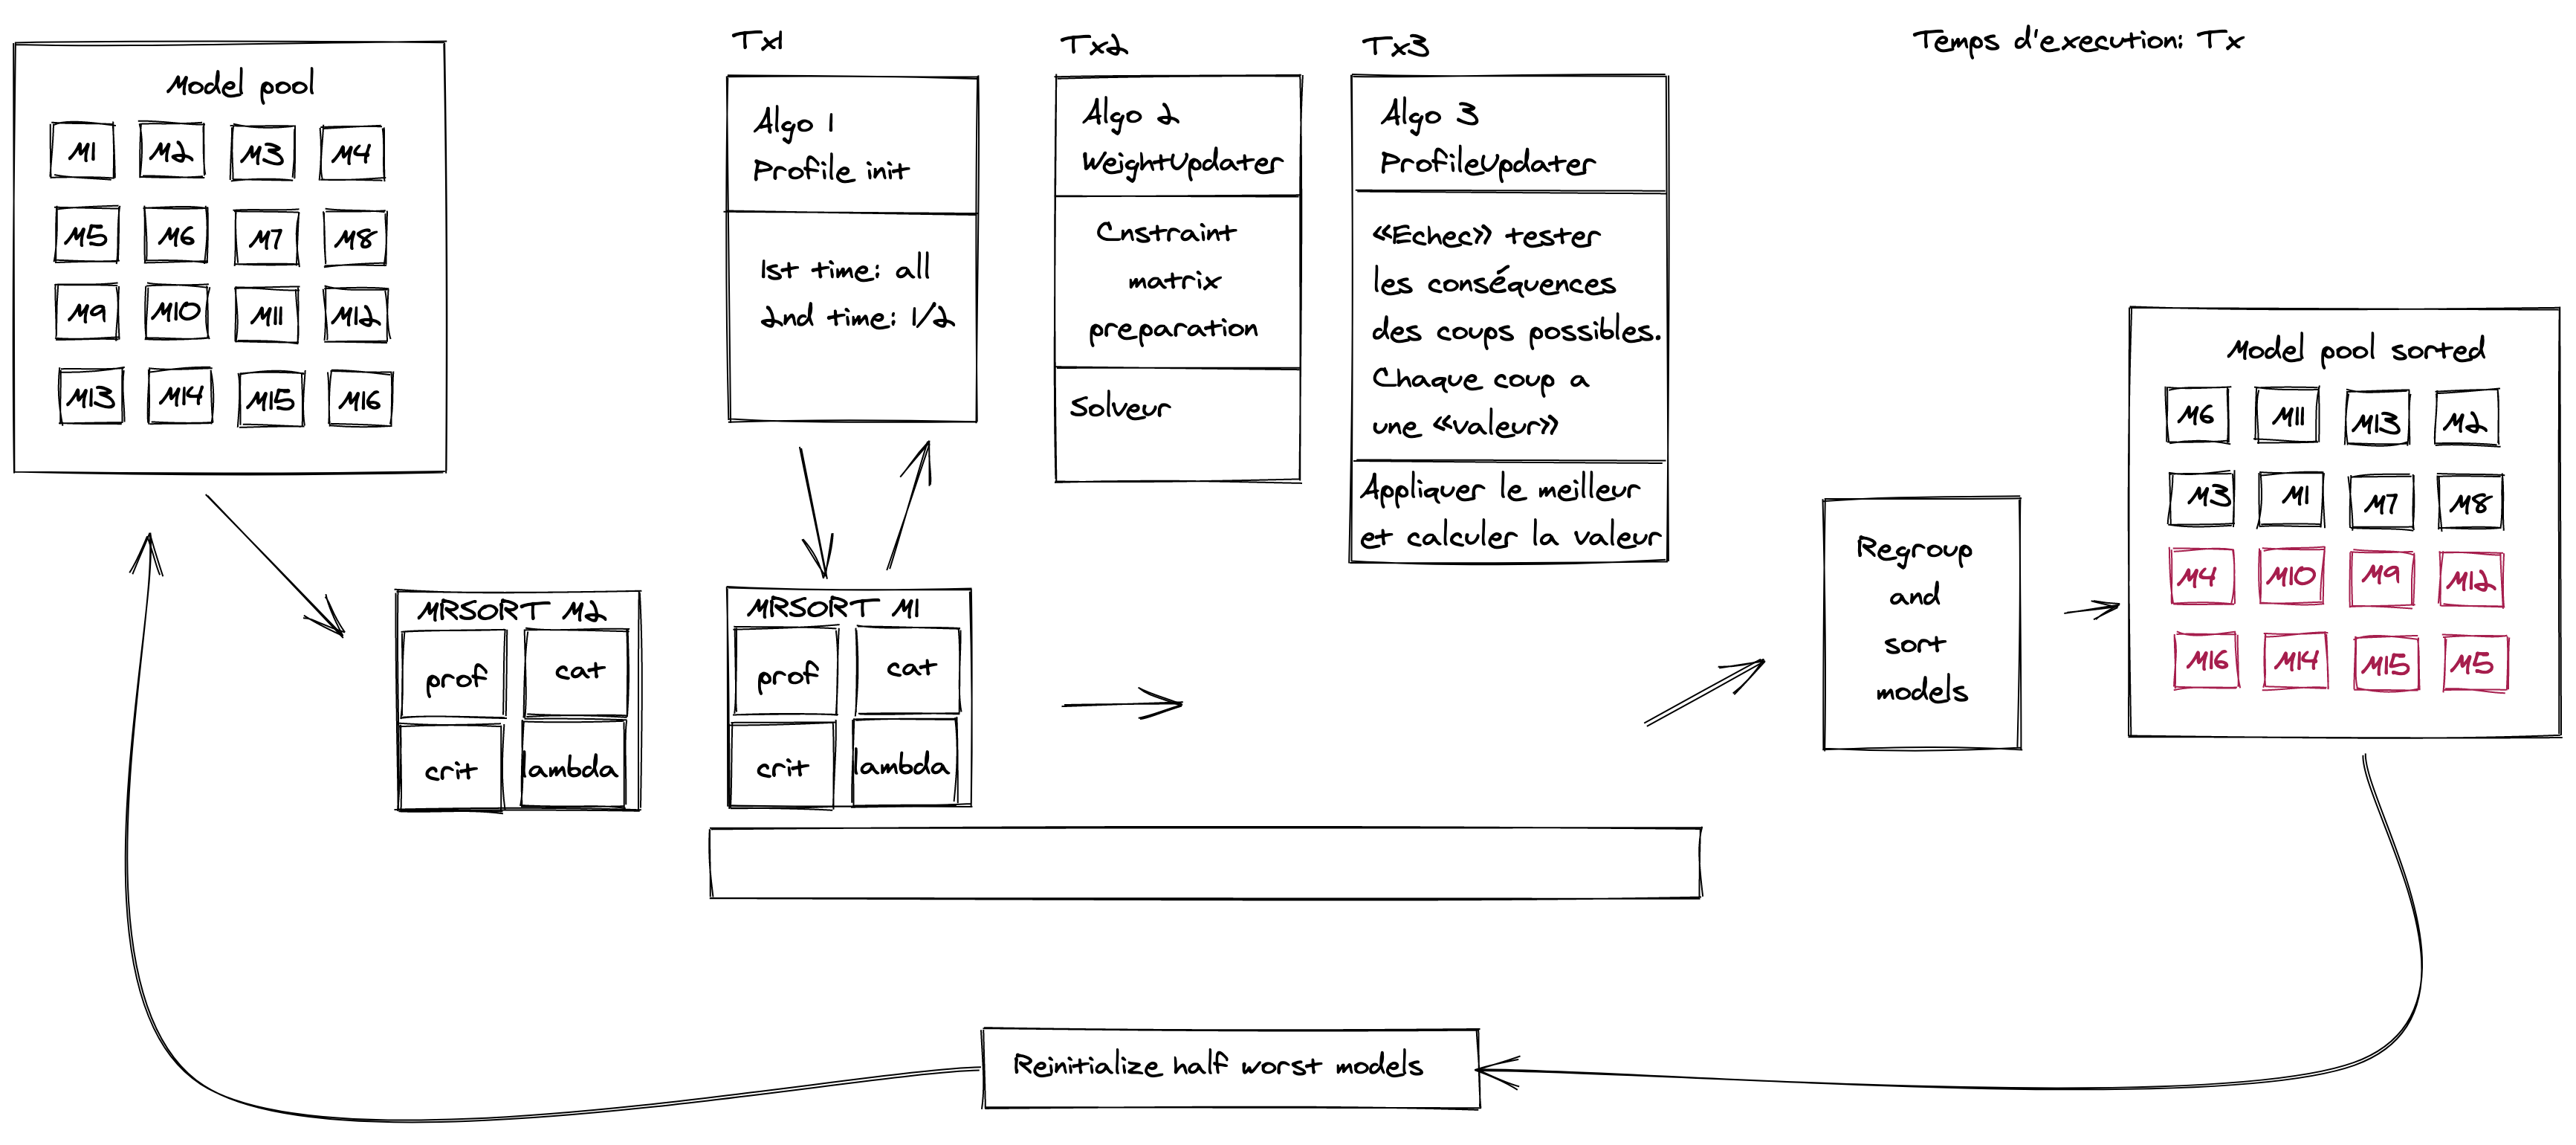 Model pool
M1 M2 M3 M4
M5 M6 M7 M8
M9 M10 M11 M12
M13 M14 M15 M16
Tx1
Algo 1
Profile init
1st time: all
2nd time: 1/2
Tx2
Algo 2
WeightUpdater
Cnstraint
matrix
preparation
Solveur
Tx3
Algo 3
ProfileUpdater
«Echec» tester
les conséquences
des coups possibles.
Chaque coup a
une «valeur»
Appliquer le meilleur
et calculer la valeur
Temps d'execution: Tx
MRSORT M2
prof cat
crit lambda
MRSORT M1
prof cat
crit lambda
Regroup
and
sort
models
Model pool sorted
M6 M11 M13 M2
M3 M1 M7 M8
M4 M10 M9 M12
M16 M14 M15 M5
Reinitialize half worst models